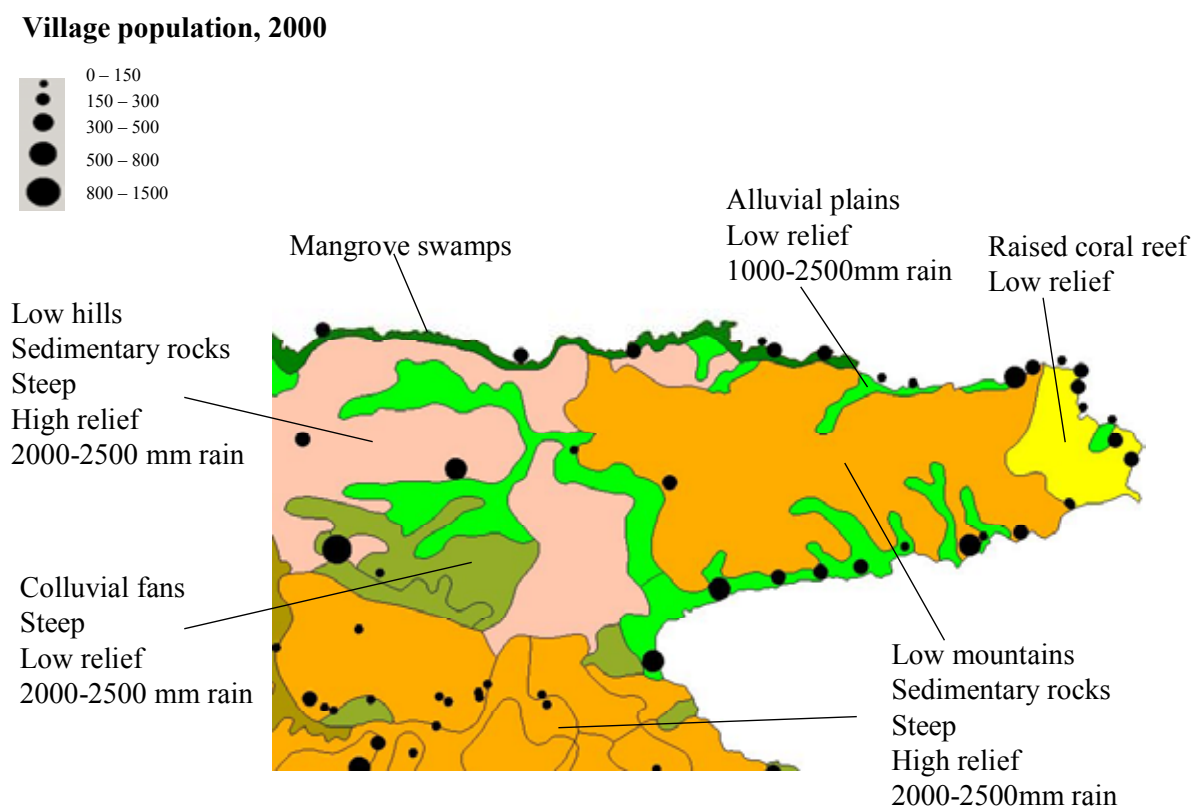 Village population, 2000
0 – 150
150 – 300
300 – 500
500 – 800
800 – 1500
Mangrove swamps
Alluvial plains
Low relief
1000-2500mm rain
Raised coral reef
Low relief
Low hills
Sedimentary rocks
Steep
High relief
2000-2500 mm rain
Colluvial fans
Steep
Low relief
2000-2500 mm rain
Low mountains
Sedimentary rocks
Steep
High relief
2000-2500mm rain